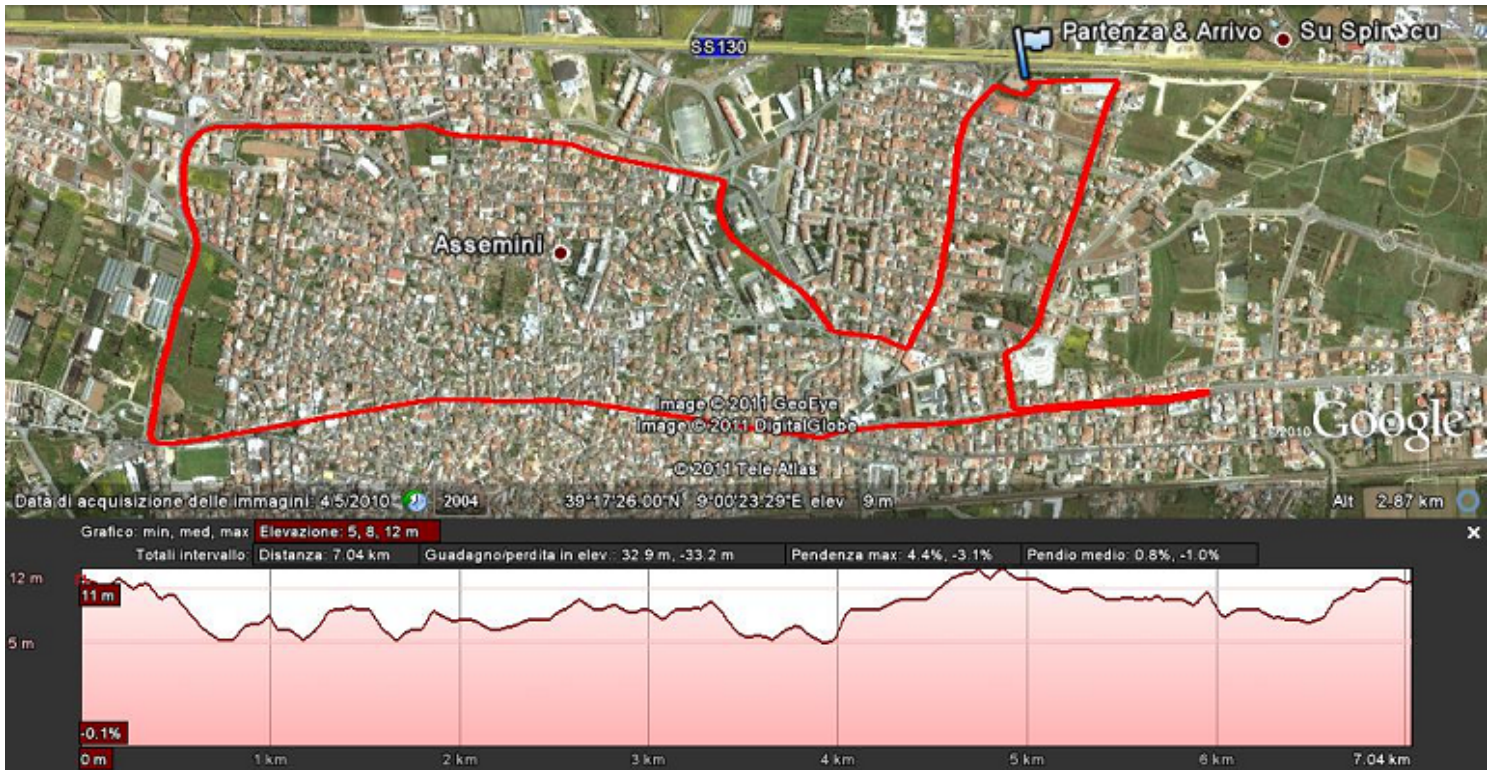 SS130
Partenza & Arrivo
Su Spinosu
Assemini
Image © 2011 GeoEye
Image © 2011 DigitalGlobe
©2010 Google
© 2011 Tele Atlas
Data di acquisizione delle immagini: 4/5/2010 2004 39°17'26.00"N 9°00'23.29"E elev 9 m Alt 2.87 km
Grafico: min, med, max Elevazione: 5, 8, 12 m
Totali intervallo: Distanza: 7.04 km Guadagno/perdita in elev.: 32.9 m, -33.2 m Pendenza max: 4.4%, -3.1% Pendio medio: 0.8%, -1.0%
12 m
11 m
5 m
-0.1%
0 m 1 km 2 km 3 km 4 km 5 km 6 km 7.04 km